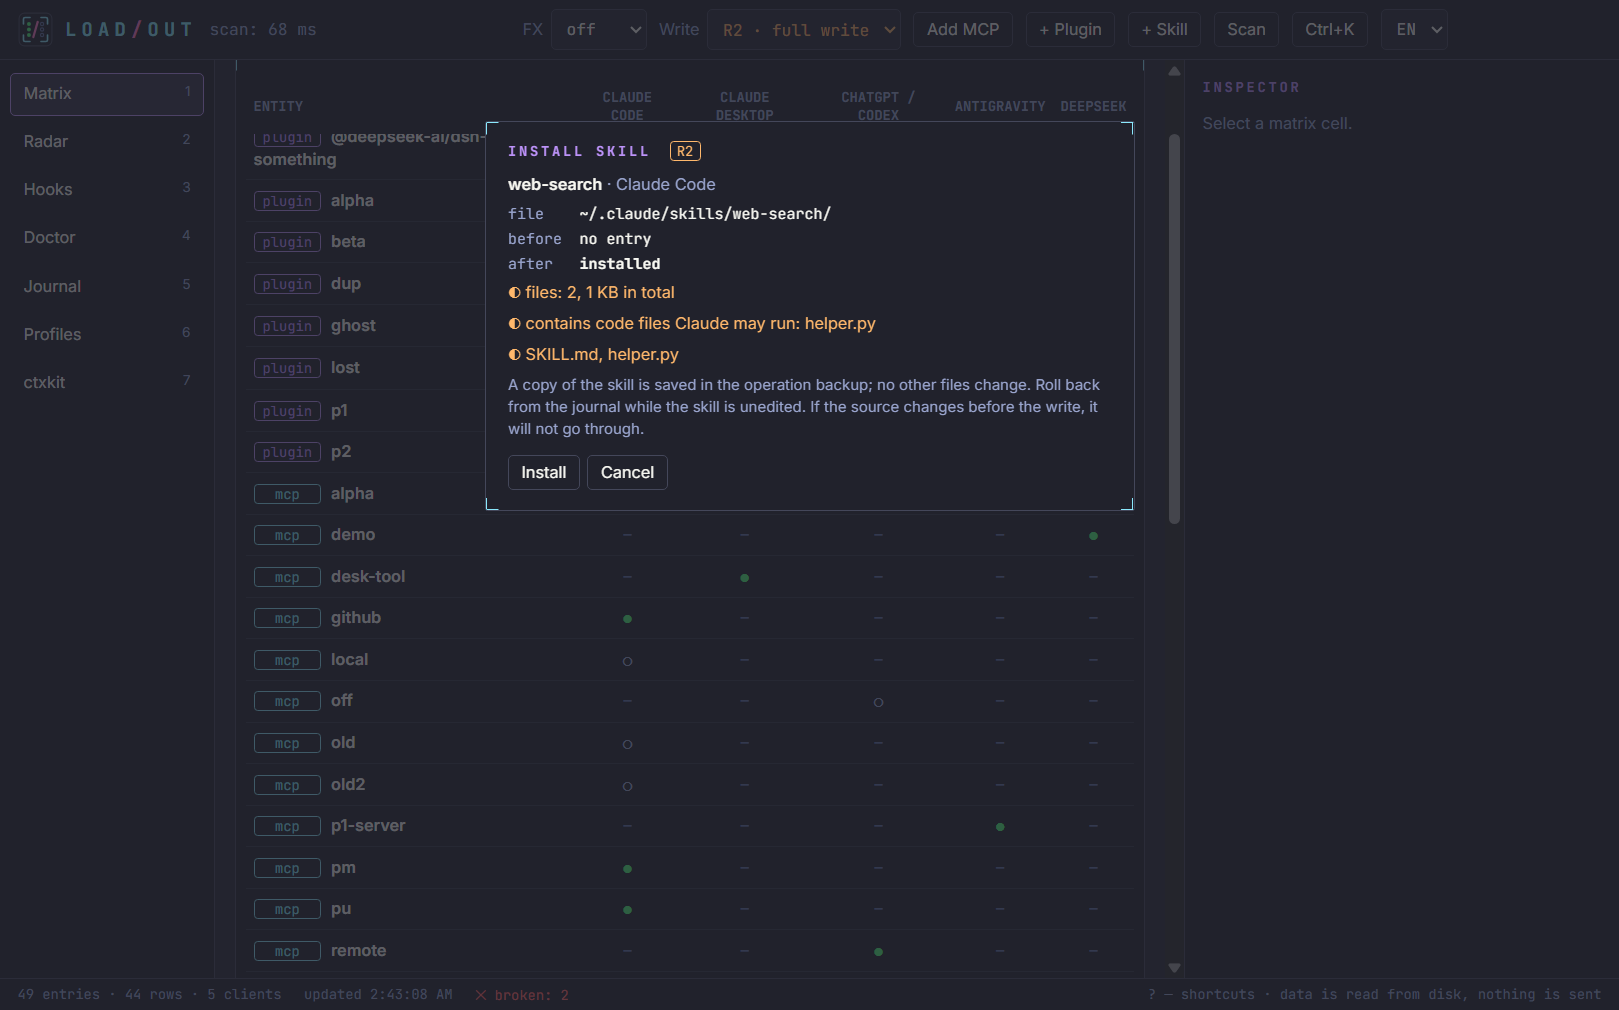 LOAD/OUT scan: 68 ms FX off Write R2 · full write Add MCP + Plugin + Skill Scan Ctrl+K EN
Matrix 1
Radar 2
Hooks 3
Doctor 4
Journal 5
Profiles 6
ctxkit 7
ENTITY CLAUDE CODE CLAUDE DESKTOP CHATGPT / CODEX ANTIGRAVITY DEEPSEEK
plugin @deepseek-ai/dsh-
something
plugin alpha
plugin beta
plugin dup
plugin ghost
plugin lost
plugin p1
plugin p2
mcp alpha
mcp demo – – – – ●
mcp desk-tool – ● – – –
mcp github ● – – – –
mcp local ○ – – – –
mcp off – – ○ – –
mcp old ○ – – – –
mcp old2 ○ – – – –
mcp p1-server – – – ● –
mcp pm ● – – – –
mcp pu ● – – – –
mcp remote – – ● – –
INSTALL SKILL R2
web-search · Claude Code
file ~/.claude/skills/web-search/
before no entry
after installed
◐ files: 2, 1 KB in total
◐ contains code files Claude may run: helper.py
◐ SKILL.md, helper.py
A copy of the skill is saved in the operation backup; no other files change. Roll back
from the journal while the skill is unedited. If the source changes before the write, it
will not go through.
Install Cancel
INSPECTOR
Select a matrix cell.
49 entries · 44 rows · 5 clients updated 2:43:08 AM ✕ broken: 2 ? — shortcuts · data is read from disk, nothing is sent